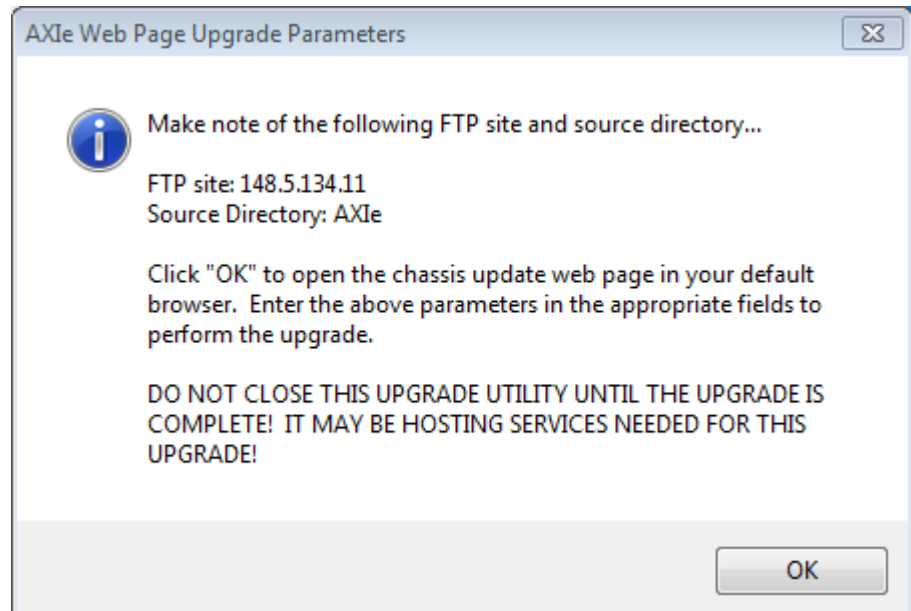 AXIe Web Page Upgrade Parameters
Make note of the following FTP site and source directory...
FTP site: 148.5.134.11
Source Directory: AXIe
Click "OK" to open the chassis update web page in your default
browser.  Enter the above parameters in the appropriate fields to
perform the upgrade.
DO NOT CLOSE THIS UPGRADE UTILITY UNTIL THE UPGRADE IS
COMPLETE!  IT MAY BE HOSTING SERVICES NEEDED FOR THIS
UPGRADE!
OK